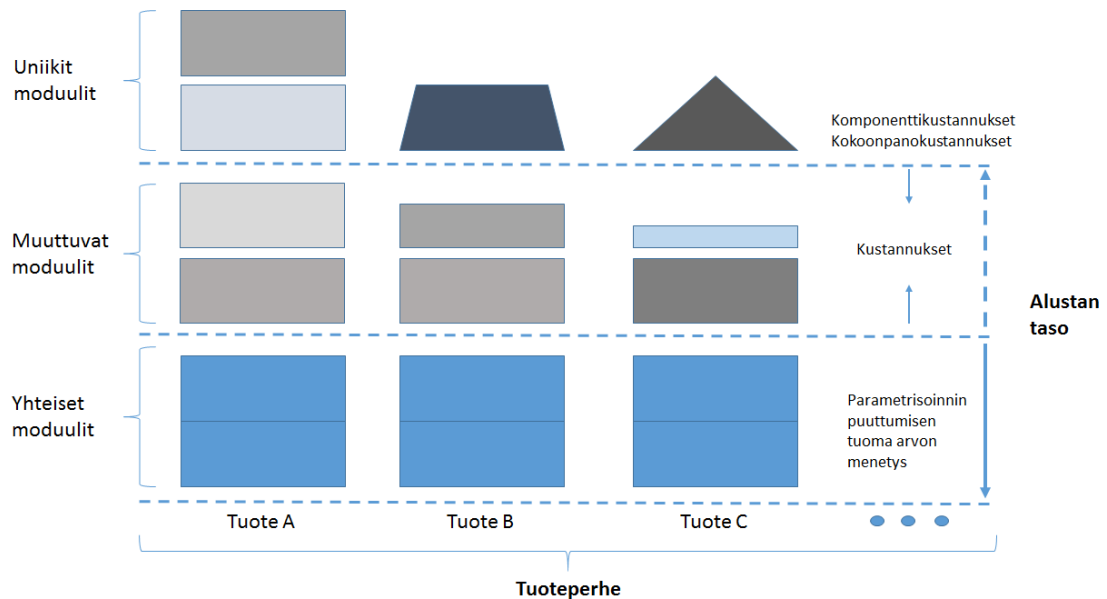 Uniikit
moduulit
Komponenttikustannukset
Kokoonpanokustannukset
Muuttuvat
moduulit
Kustannukset
Alustan
taso
Yhteiset
moduulit
Parametrisoinnin
puuttumisen
tuoma arvon
menetys
Tuote A
Tuote B
Tuote C
Tuoteperhe